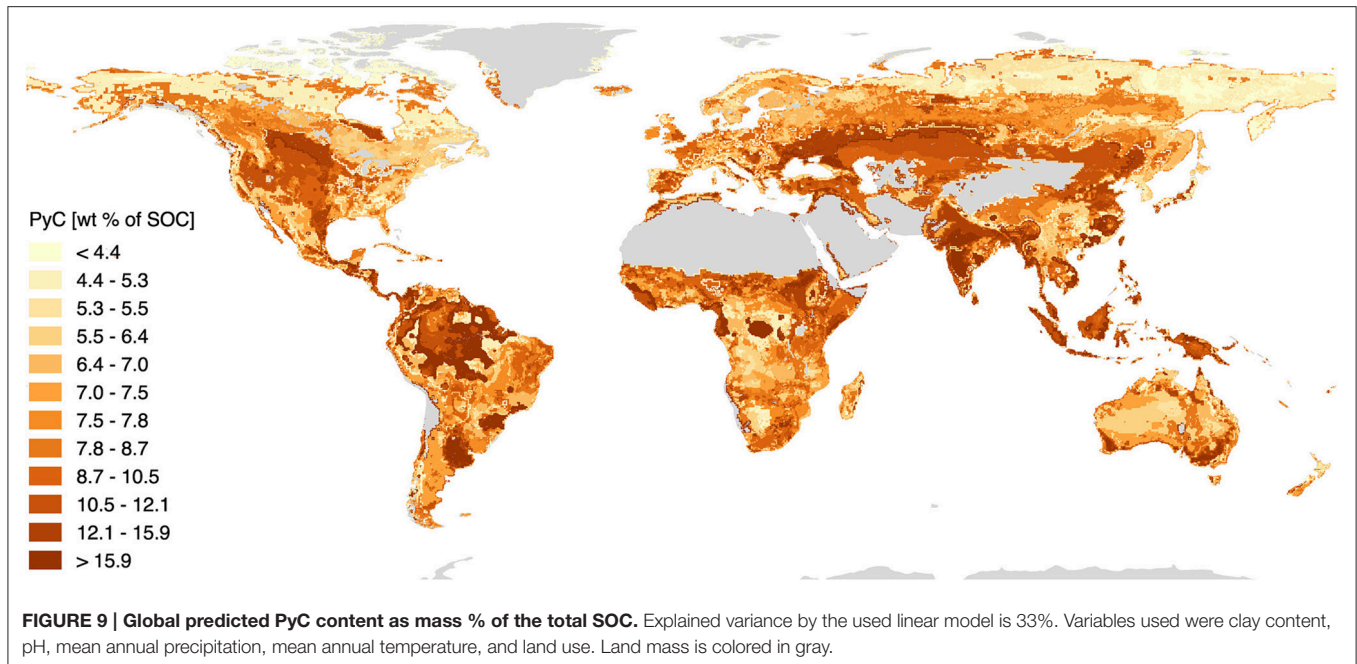 PyC [wt % of SOC]
< 4.4
4.4 - 5.3
5.3 - 5.5
5.5 - 6.4
6.4 - 7.0
7.0 - 7.5
7.5 - 7.8
7.8 - 8.7
8.7 - 10.5
10.5 - 12.1
12.1 - 15.9
> 15.9
FIGURE 9 | Global predicted PyC content as mass % of the total SOC. Explained variance by the used linear model is 33%. Variables used were clay content,
pH, mean annual precipitation, mean annual temperature, and land use. Land mass is colored in gray.